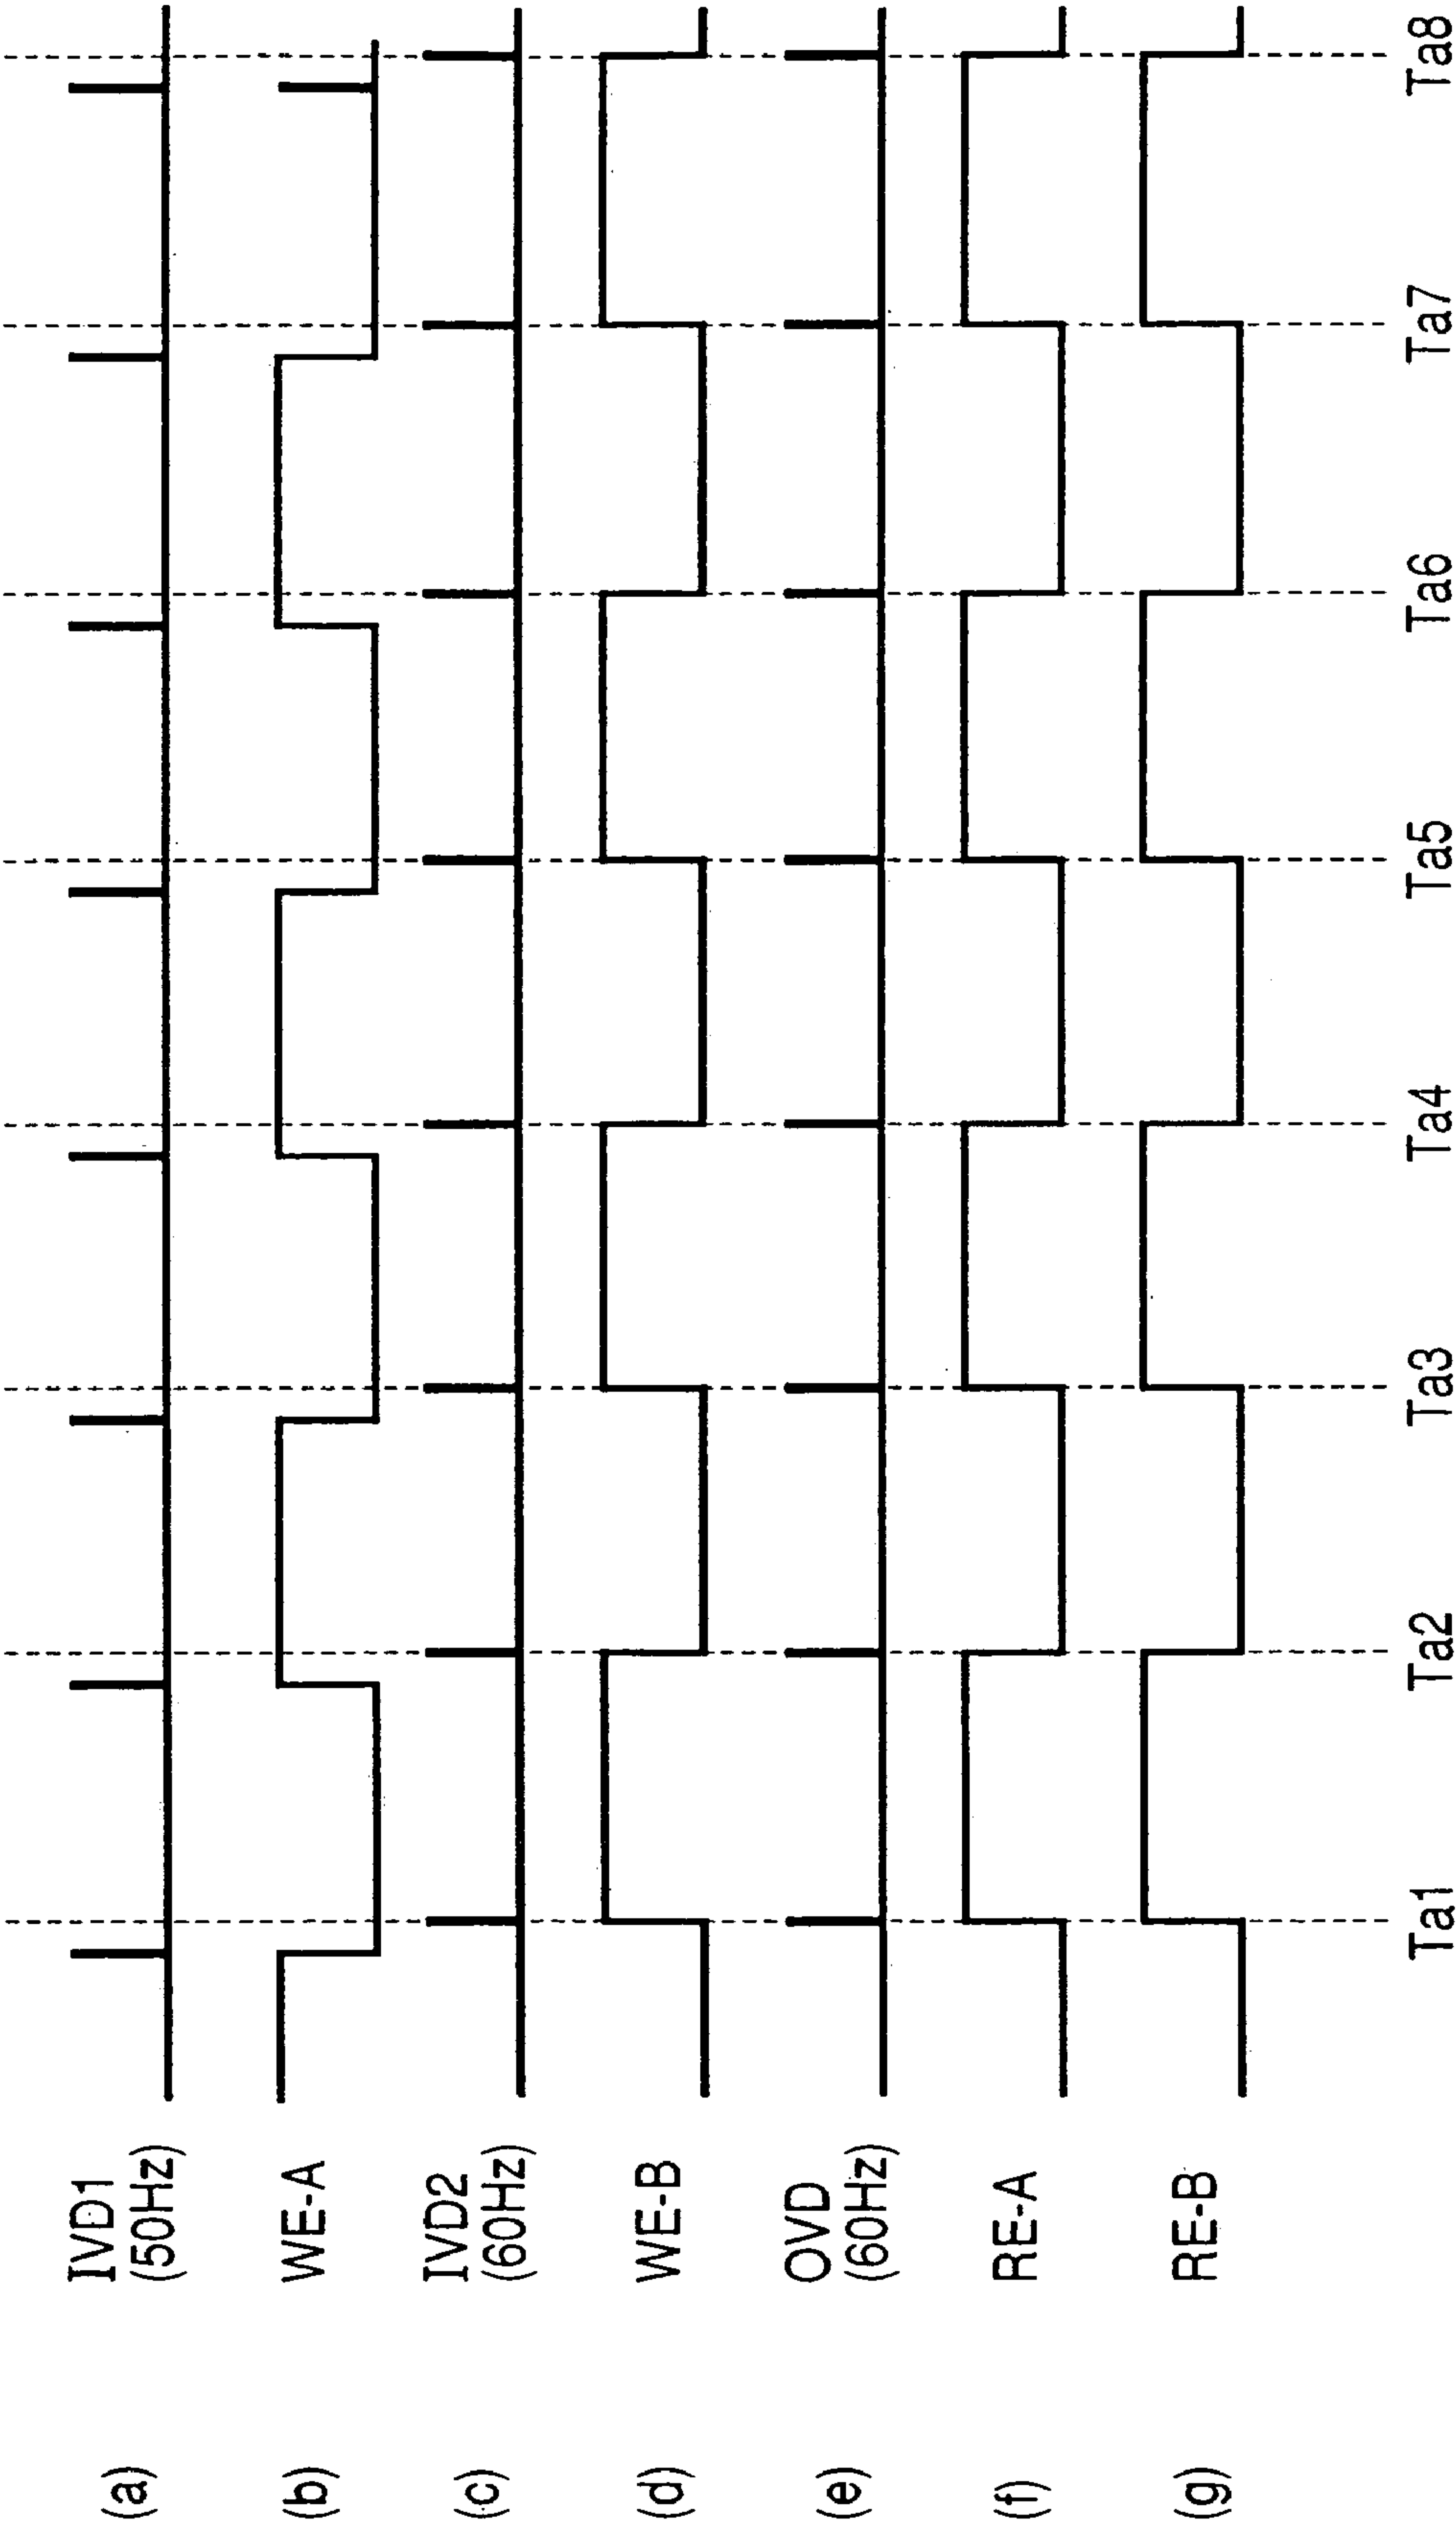 (a) IVD1
(50Hz)
(b) WE-A
(c) IVD2
(60Hz)
(d) WE-B
(e) OVD
(60Hz)
(f) RE-A
(g) RE-B
Ta1 Ta2 Ta3 Ta4 Ta5 Ta6 Ta7 Ta8